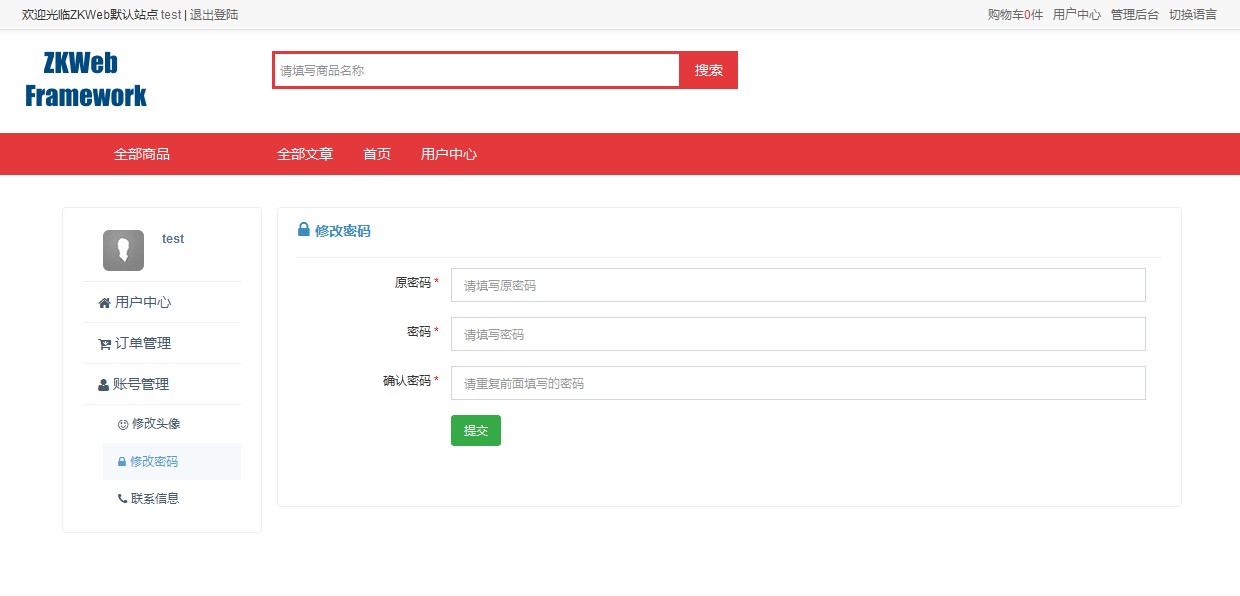 欢迎光临ZKWeb默认站点 test | 退出登陆
购物车0件 用户中心 管理后台 切换语言
ZKWeb
Framework
请填写商品名称 搜索
全部商品 全部文章 首页 用户中心
test
用户中心
订单管理
账号管理
修改头像
修改密码
联系信息
修改密码
原密码 * 请填写原密码
密码 * 请填写密码
确认密码 * 请重复前面填写的密码
提交